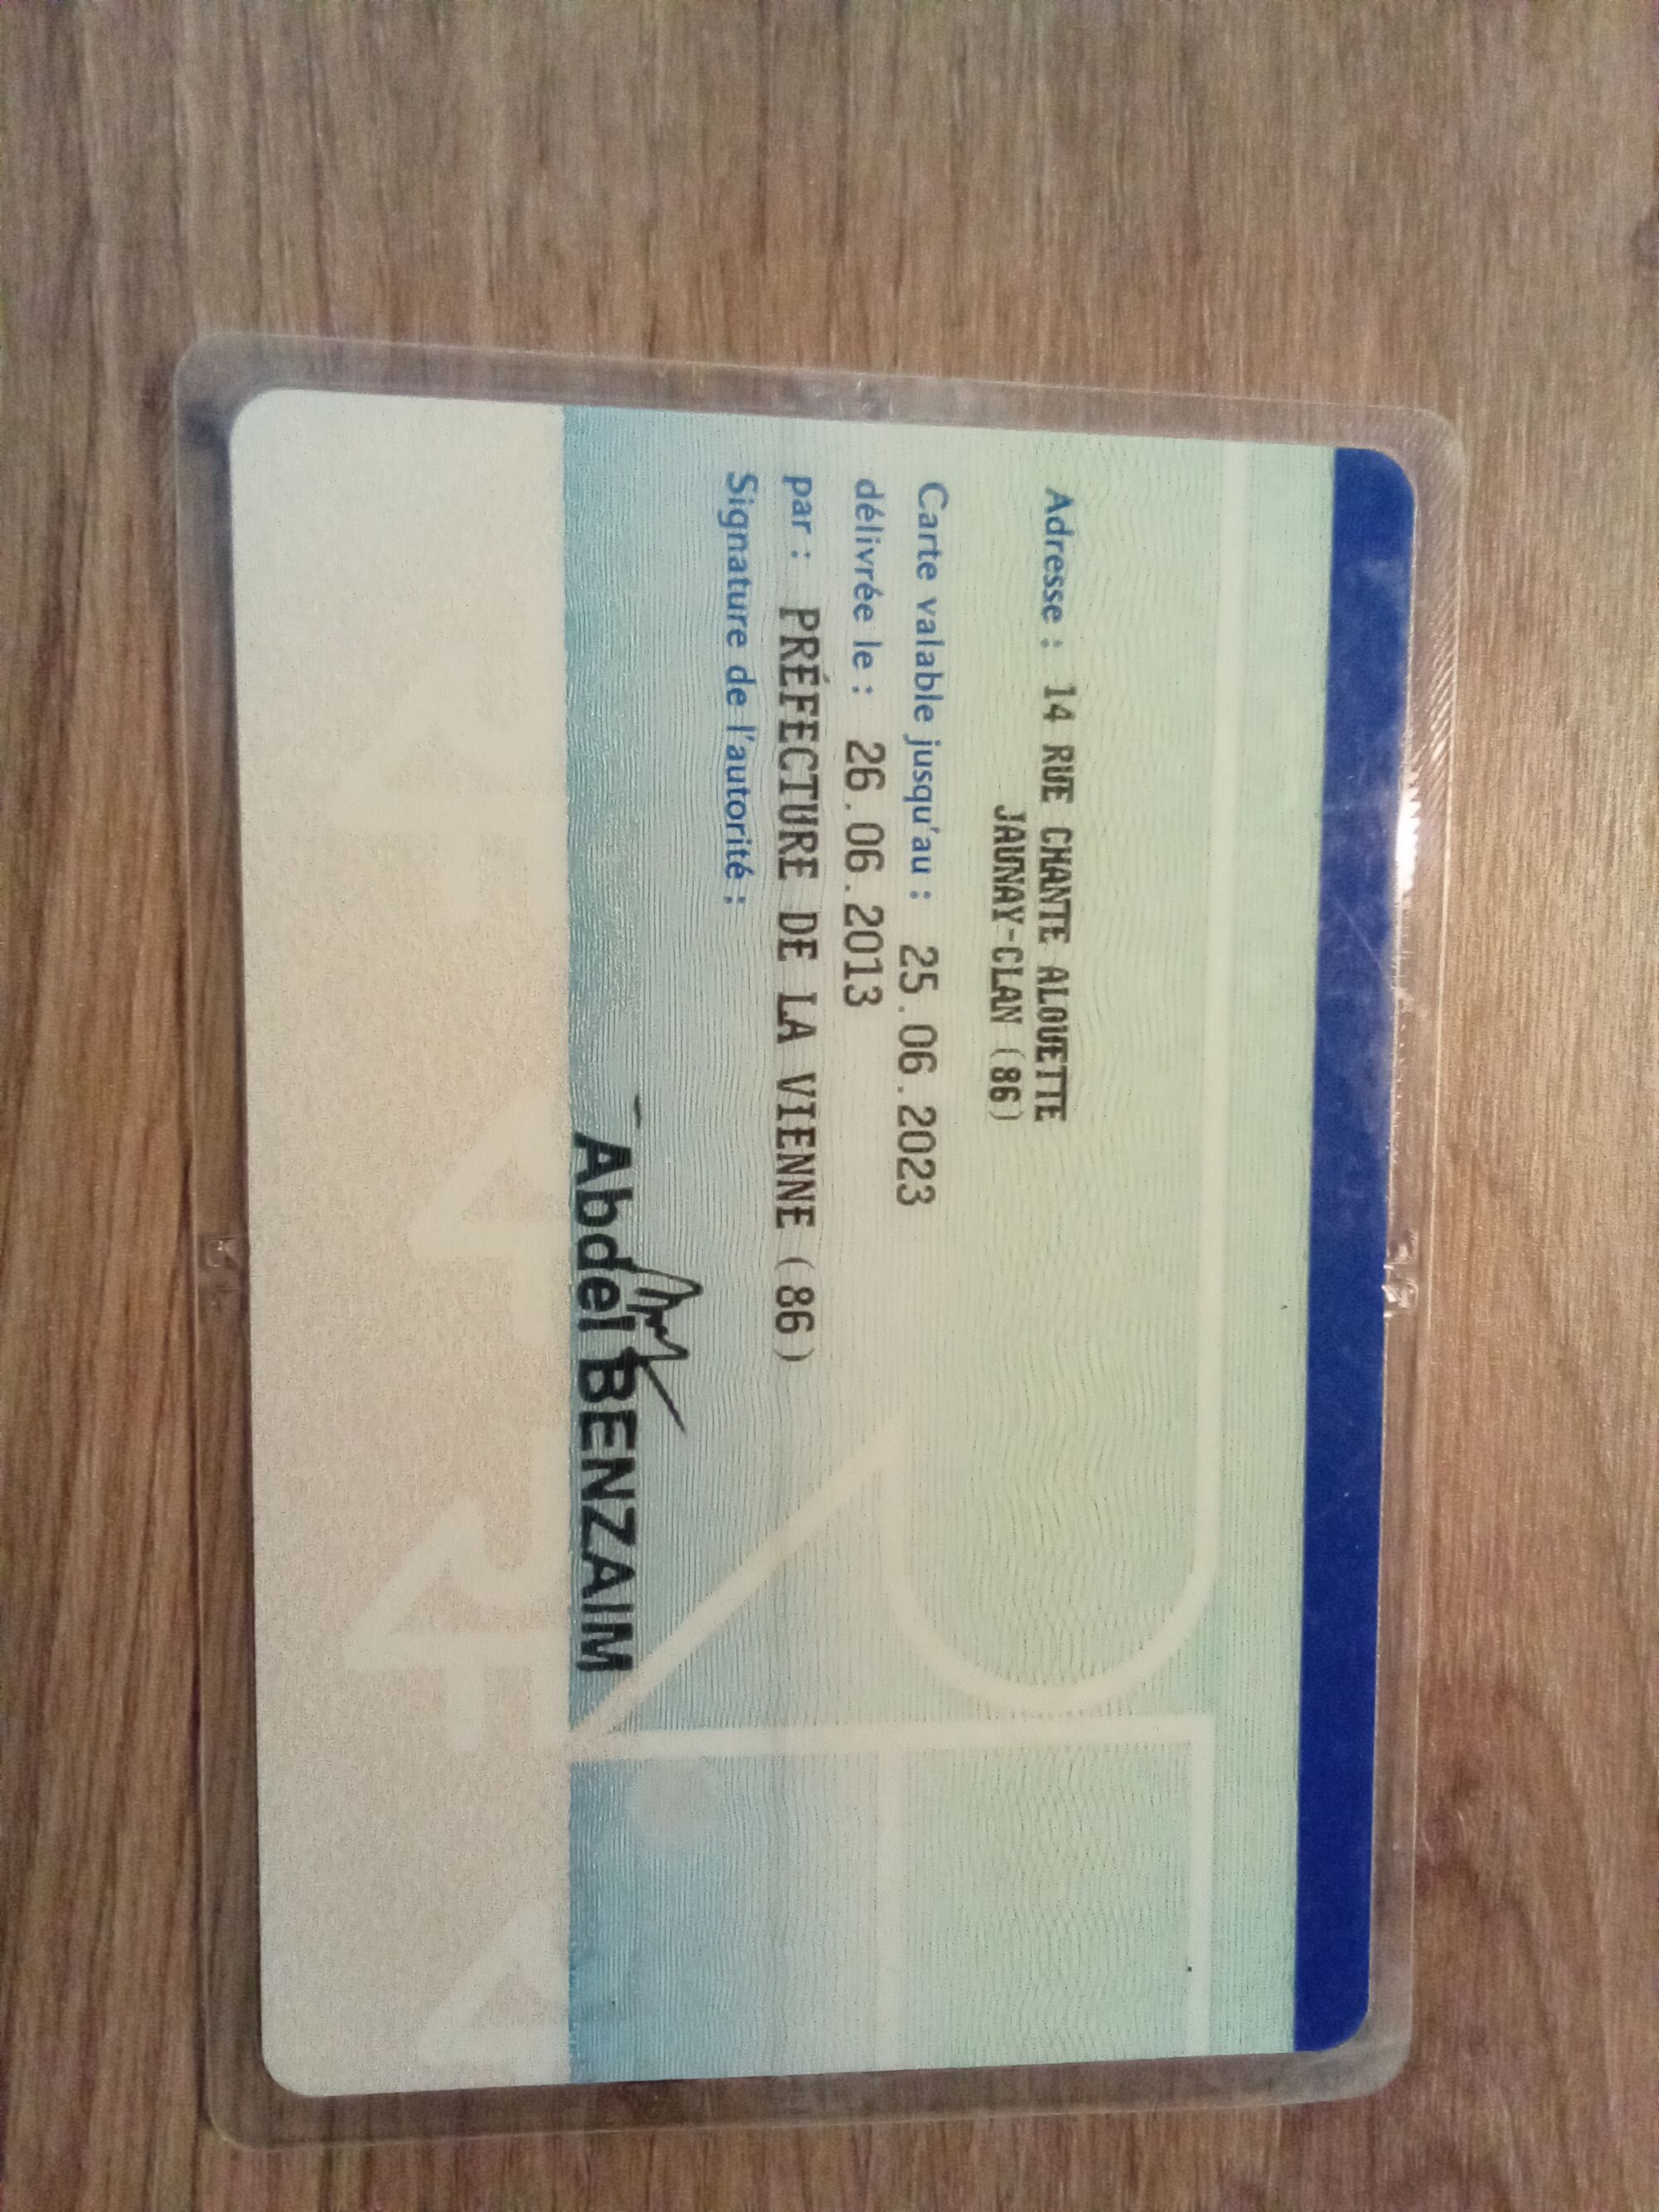 Adresse : 14 RUE CHANTE ALOUETTE
JAUNAY-CLAN (86)
Carte valable jusqu'au : 25.06.2023
délivrée le : 26.06.2013
par : PRÉFECTURE DE LA VIENNE (86)
Signature de l'autorité :
Abdel BENZAIM